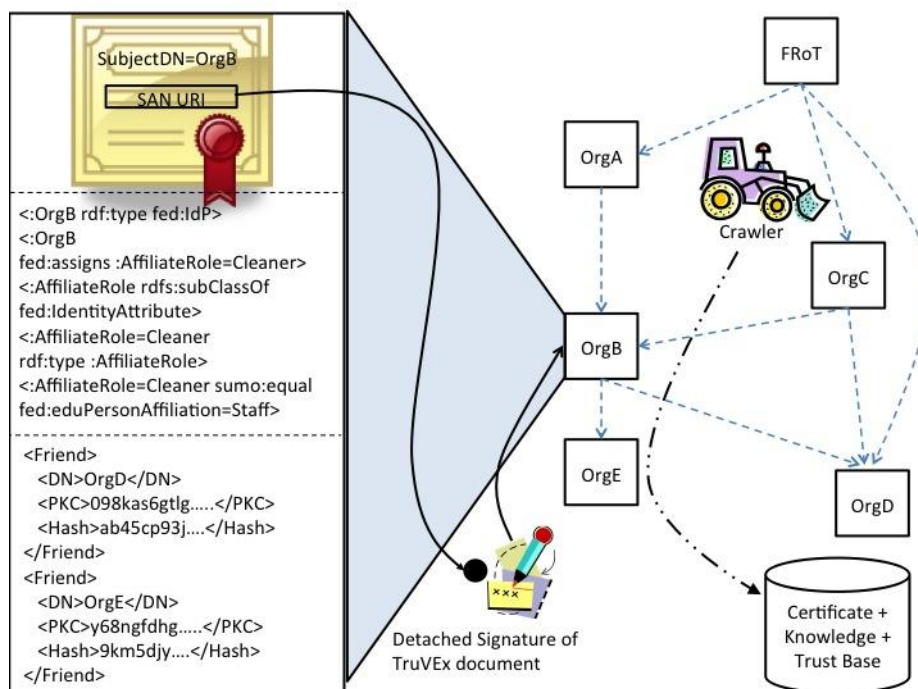 SubjectDN=OrgB
SAN URI
<:OrgB rdf:type fed:IdP>
<:OrgB
fed:assigns :AffiliateRole=Cleaner>
<:AffiliateRole rdfs:subClassOf
fed:IdentityAttribute>
<:AffiliateRole=Cleaner
rdf:type :AffiliateRole>
<:AffiliateRole=Cleaner sumo:equal
fed:eduPersonAffiliation=Staff>
<Friend>
<DN>OrgD</DN>
<PKC>098kas6gtlg.....</PKC>
<Hash>ab45cp93j....</Hash>
</Friend>
<Friend>
<DN>OrgE</DN>
<PKC>y68ngfdhg.....</PKC>
<Hash>9km5djy....</Hash>
</Friend>
FRoT
OrgA
Crawler
OrgC
OrgB
OrgE
OrgD
×××
Detached Signature of
TruVEx document
Certificate +
Knowledge +
Trust Base